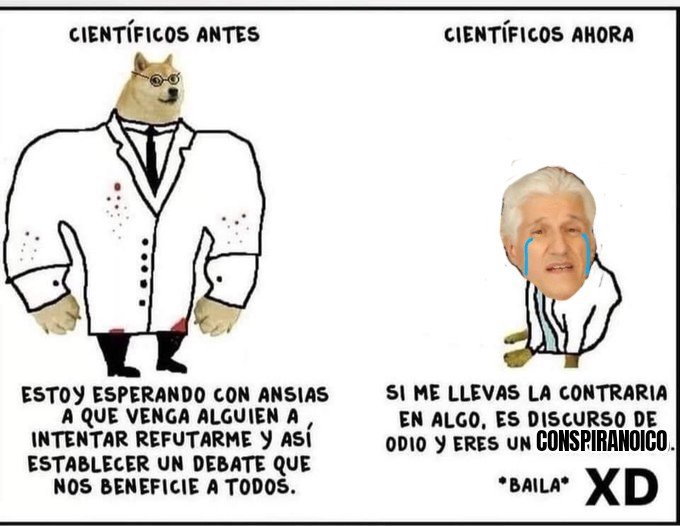 CIENTÍFICOS ANTES
ESTOY ESPERANDO CON ANSIAS
A QUE VENGA ALGUIEN A
INTENTAR REFUTARME Y ASÍ
ESTABLECER UN DEBATE QUE
NOS BENEFICIE A TODOS.
CIENTÍFICOS AHORA
SI ME LLEVAS LA CONTRARIA
EN ALGO, ES DISCURSO DE
ODIO Y ERES UN CONSPIRANOICO.
*BAILA* XD